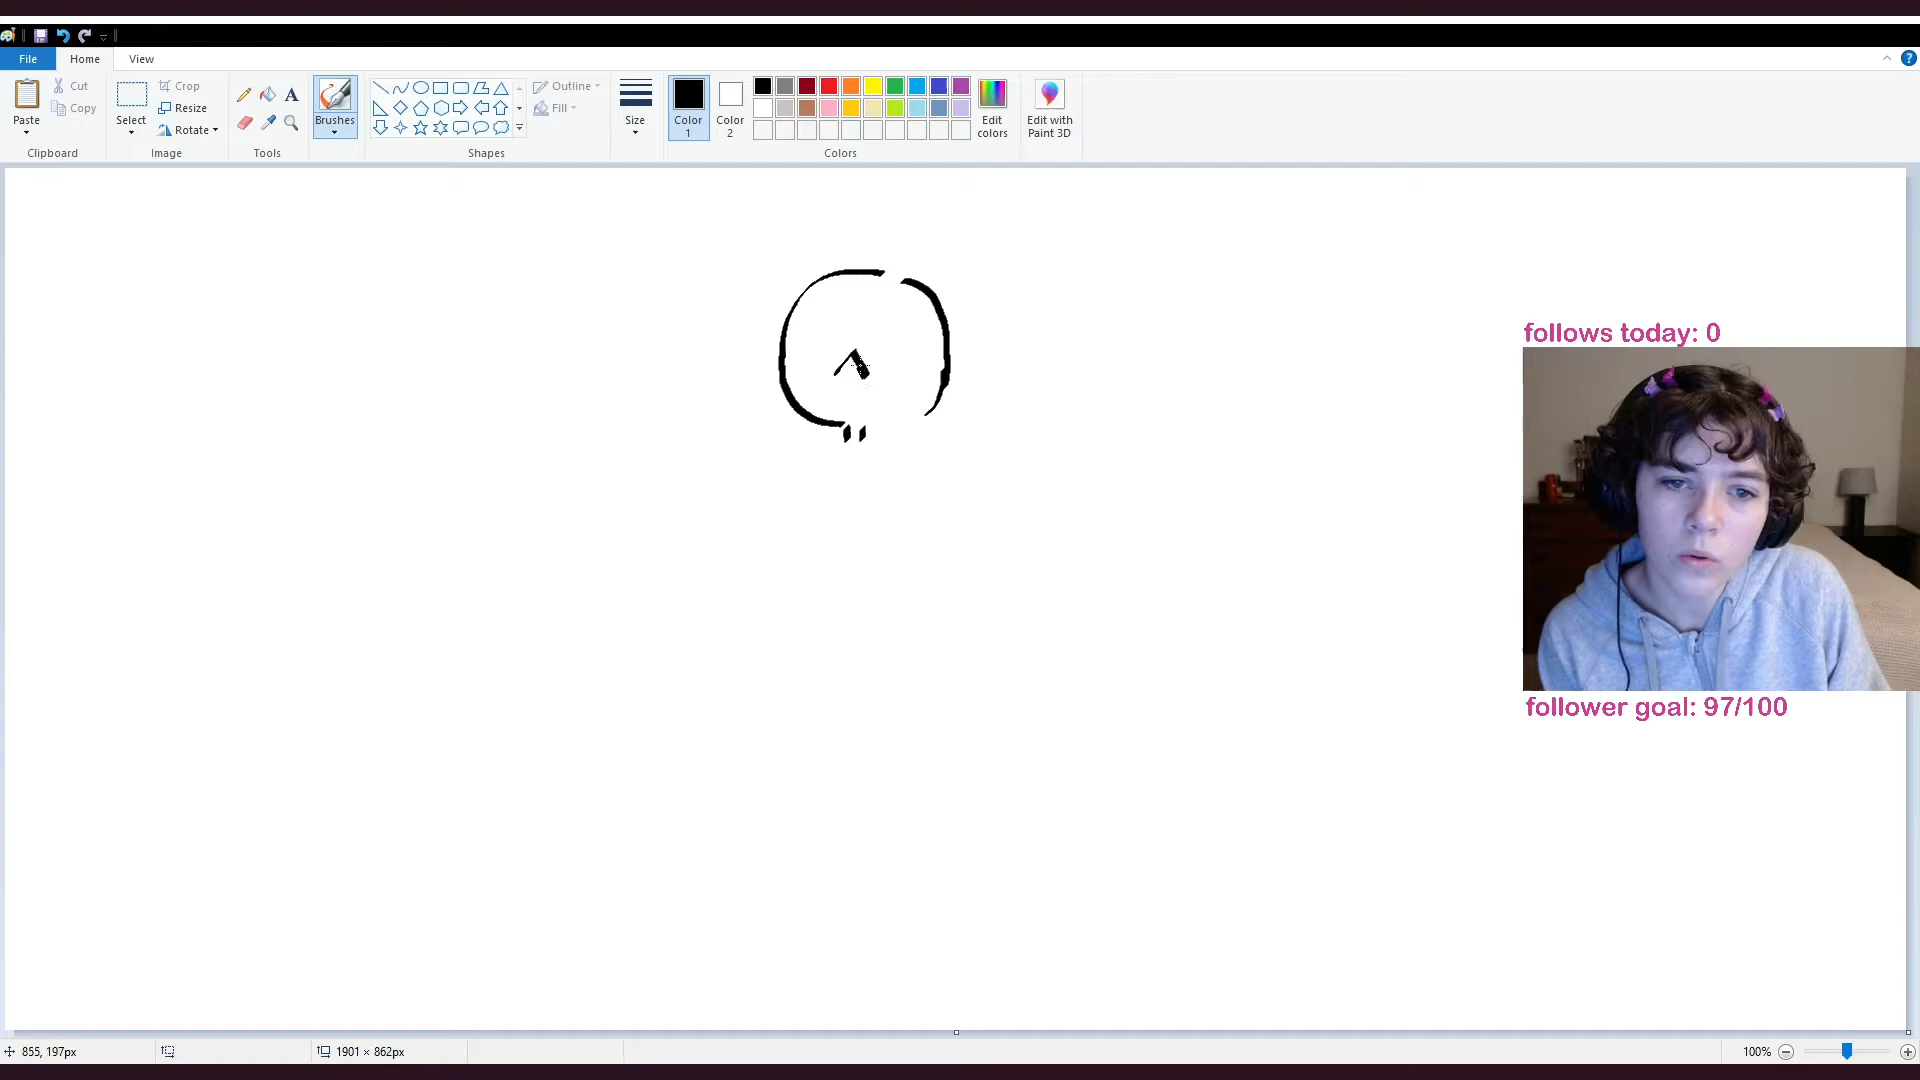 File Home View
Cut
Copy
Paste
Clipboard
Crop
Resize
Rotate
Select
Image
A
Tools
Brushes
Shapes
Outline
Fill
Size
Color
1
Color
2
Edit
colors
Colors
Edit with
Paint 3D
?
follows today: 0
follower goal: 97/100
855, 197px
1901 × 862px
100%